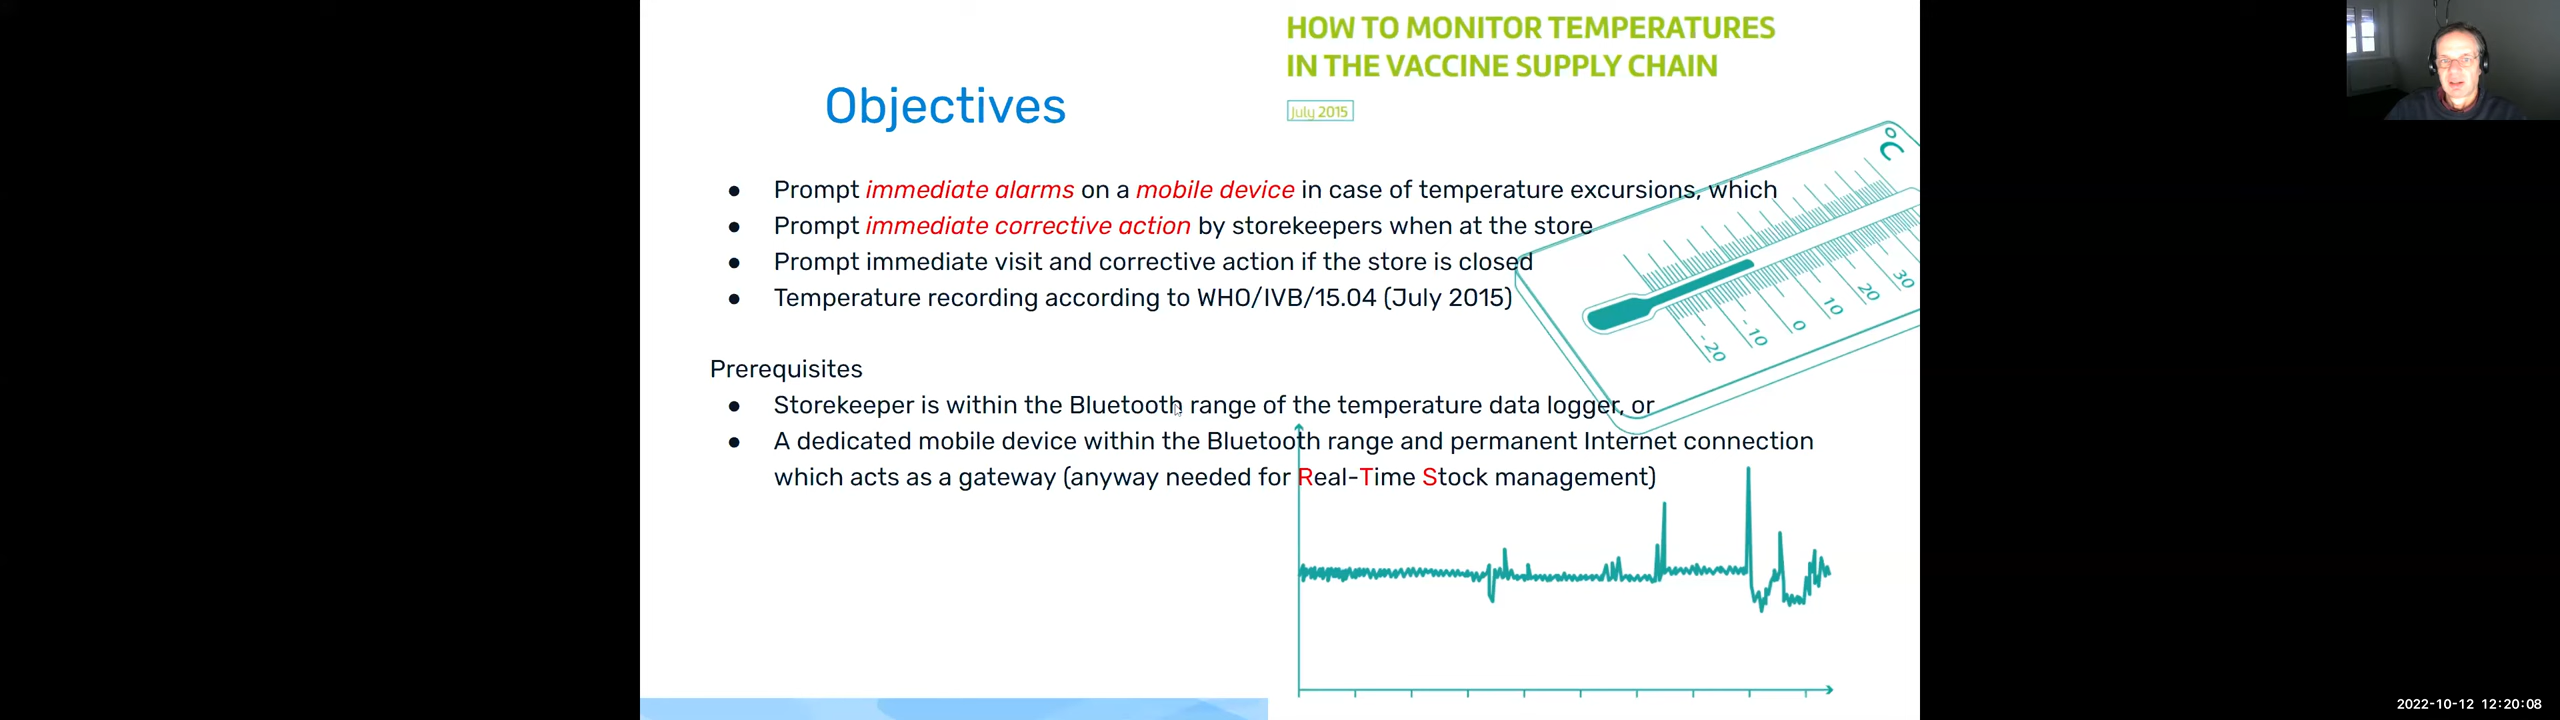 HOW TO MONITOR TEMPERATURES
IN THE VACCINE SUPPLY CHAIN
July 2015
Objectives
● Prompt immediate alarms on a mobile device in case of temperature excursions, which
● Prompt immediate corrective action by storekeepers when at the store
● Prompt immediate visit and corrective action if the store is closed
● Temperature recording according to WHO/IVB/15.04 (July 2015)
°C
-20 -10 0 10 20 30
Prerequisites
● Storekeeper is within the Bluetooth range of the temperature data logger, or
● A dedicated mobile device within the Bluetooth range and permanent Internet connection
which acts as a gateway (anyway needed for Real-Time Stock management)
2022-10-12 12:20:08